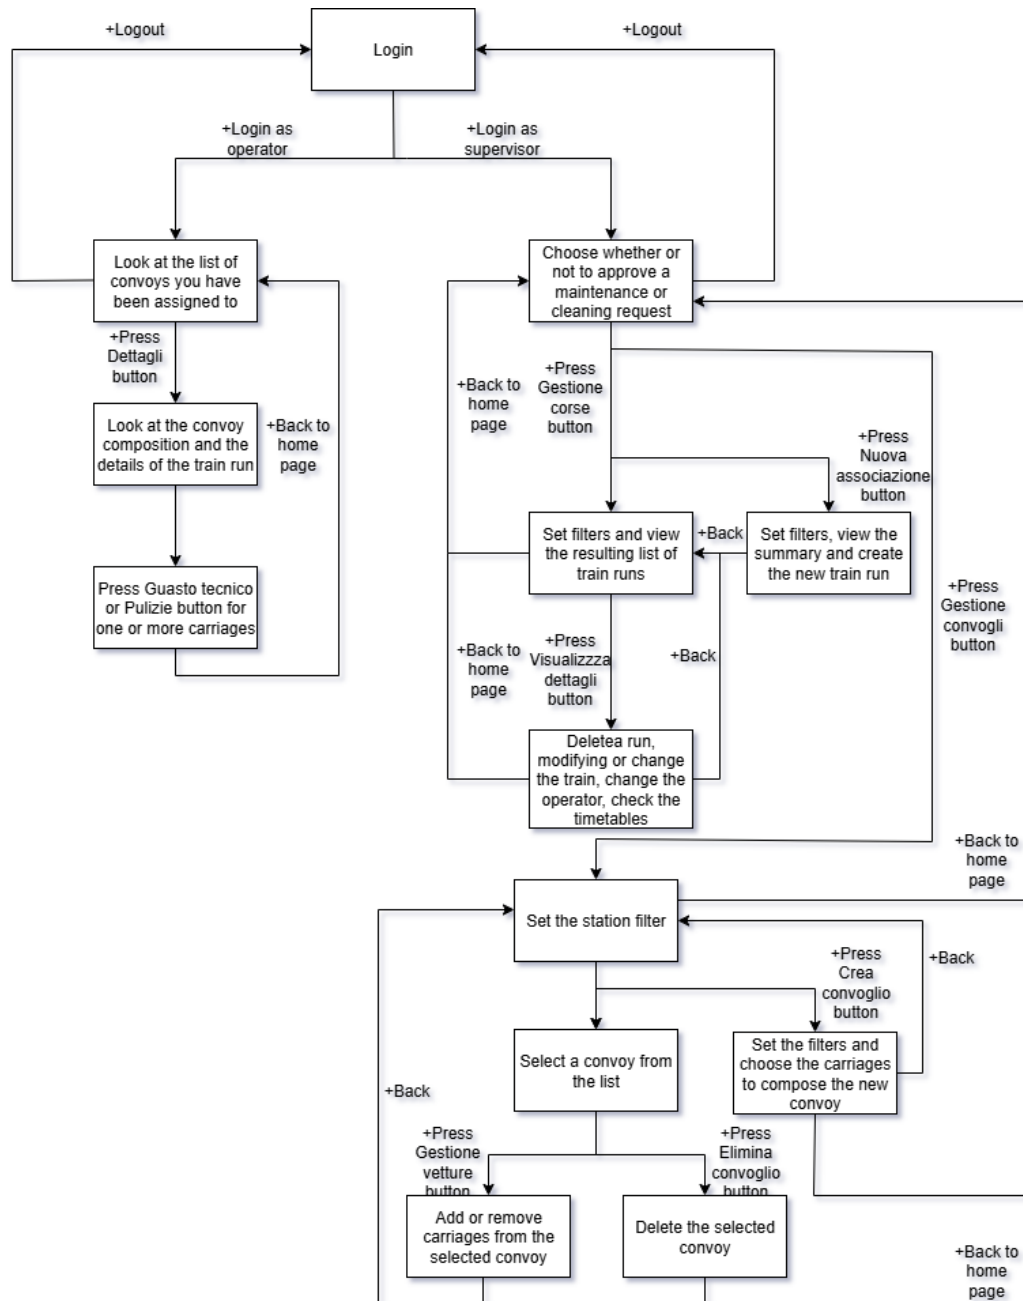 +Logout
Login
+Logout
+Login as
operator
+Login as
supervisor
Look at the list of
convoys you have
been assigned to
Choose whether or
not to approve a
maintenance or
cleaning request
+Press
Dettagli
button
+Back to
home
page
+Press
Gestione
corse
button
Look at the convoy
composition and the
details of the train run
+Back to
home
page
+Press
Nuova
associazione
button
Set filters and view
the resulting list of
train runs
+Back
Set filters, view the
summary and create
the new train run
Press Guasto tecnico
or Pulizie button for
one or more carriages
+Press
Gestione
convogli
button
+Back to
home
page
+Press
Visualizzza
dettagli
button
+Back
Deletea run,
modifying or change
the train, change the
operator, check the
timetables
+Back to
home
page
Set the station filter
+Press
Crea
convoglio
button
+Back
Select a convoy from
the list
Set the filters and
choose the carriages
to compose the new
convoy
+Back
+Press
Gestione
vetture
button
+Press
Elimina
convoglio
button
Add or remove
carriages from the
selected convoy
Delete the selected
convoy
+Back to
home
page